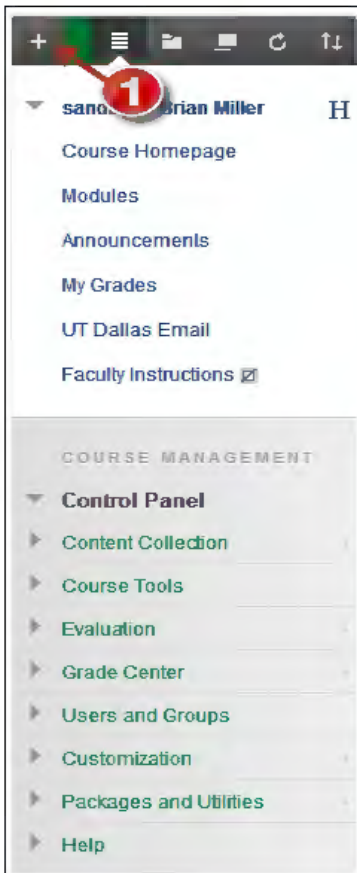 1
Brian Miller
Course Homepage
Modules
Announcements
My Grades
UT Dallas Email
Faculty Instructions
COURSE MANAGEMENT
Control Panel
Content Collection
Course Tools
Evaluation
Grade Center
Users and Groups
Customization
Packages and Utilities
Help